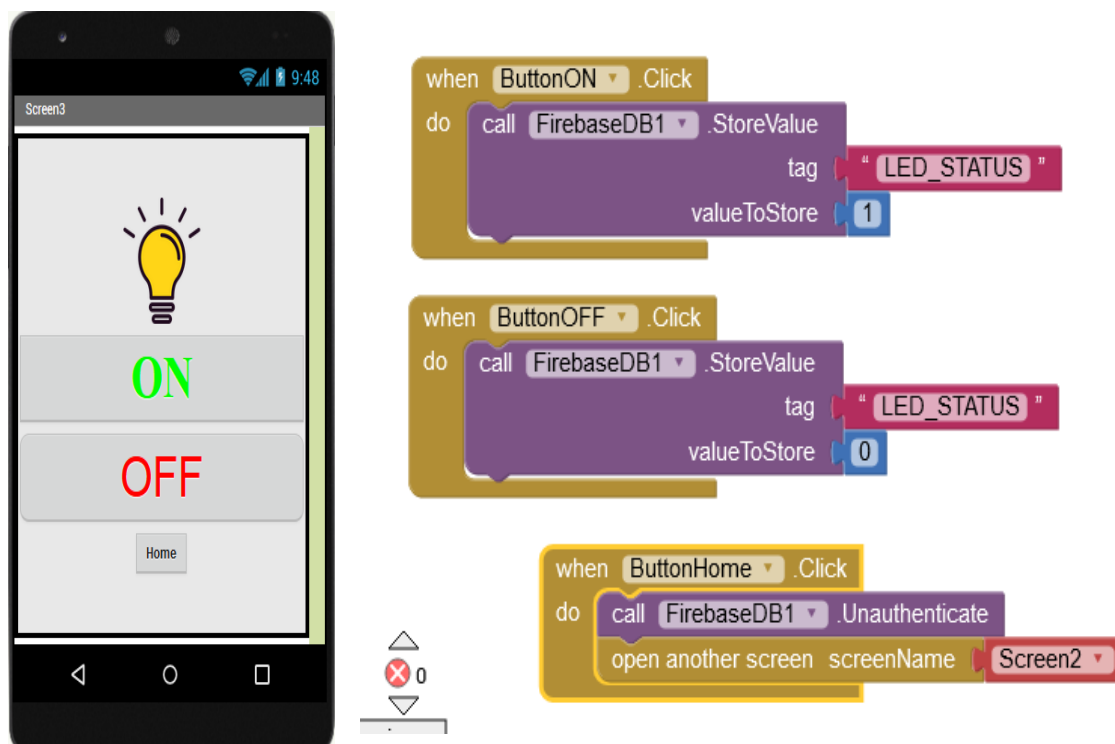 9:48
Screen3
ON
OFF
Home
when ButtonON .Click
do call FirebaseDB1 .StoreValue
tag “ LED_STATUS ”
valueToStore 1
when ButtonOFF .Click
do call FirebaseDB1 .StoreValue
tag “ LED_STATUS ”
valueToStore 0
when ButtonHome .Click
do call FirebaseDB1 .Unauthenticate
open another screen screenName Screen2
0